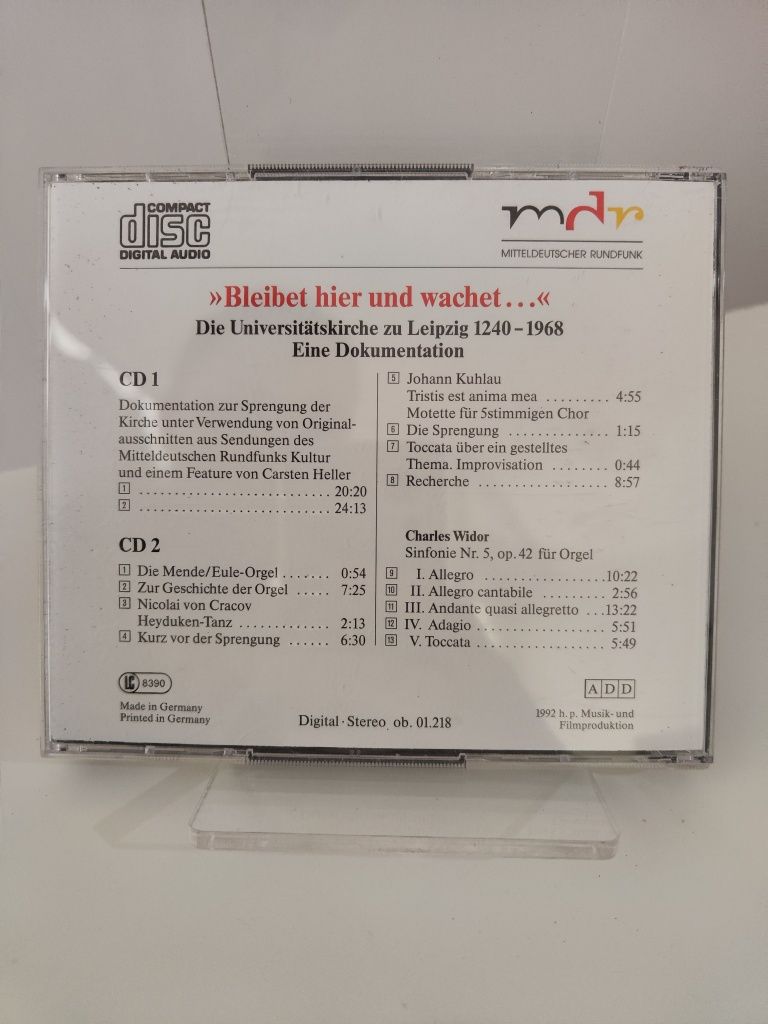 COMPACT
disc
DIGITAL AUDIO
mdr
MITTELDEUTSCHER RUNDFUNK
»Bleibet hier und wachet...«
Die Universitätskirche zu Leipzig 1240–1968
Eine Dokumentation
CD 1
Dokumentation zur Sprengung der
Kirche unter Verwendung von Original-
ausschnitten aus Sendungen des
Mitteldeutschen Rundfunks Kultur
und einem Feature von Carsten Heller
1 ............................ 20:20
2 ............................ 24:13
CD 2
1 Die Mende/Eule-Orgel ....... 0:54
2 Zur Geschichte der Orgel ..... 7:25
3 Nicolai von Cracov
Heyduken-Tanz ............... 2:13
4 Kurz vor der Sprengung ...... 6:30
5 Johann Kuhlau
Tristis est anima mea ......... 4:55
Motette für 5stimmigen Chor
6 Die Sprengung .............. 1:15
7 Toccata über ein gestelltes
Thema. Improvisation ........ 0:44
8 Recherche .................. 8:57
Charles Widor
Sinfonie Nr. 5, op. 42 für Orgel
9 I. Allegro .................10:22
10 II. Allegro cantabile ......... 2:56
11 III. Andante quasi allegretto ...13:22
12 IV. Adagio .................. 5:51
13 V. Toccata .................. 5:49
LC 8390
Made in Germany
Printed in Germany
Digital · Stereo ob. 01.218
ADD
1992 h. p. Musik- und
Filmproduktion